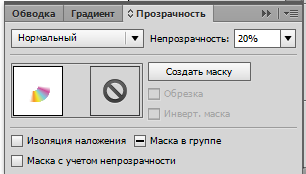 Обводка Градиент Прозрачность
Нормальный Непрозрачность: 20%
Создать маску
Обрезка
Инверт. маска
Изоляция наложения Маска в группе
Маска с учетом непрозрачности